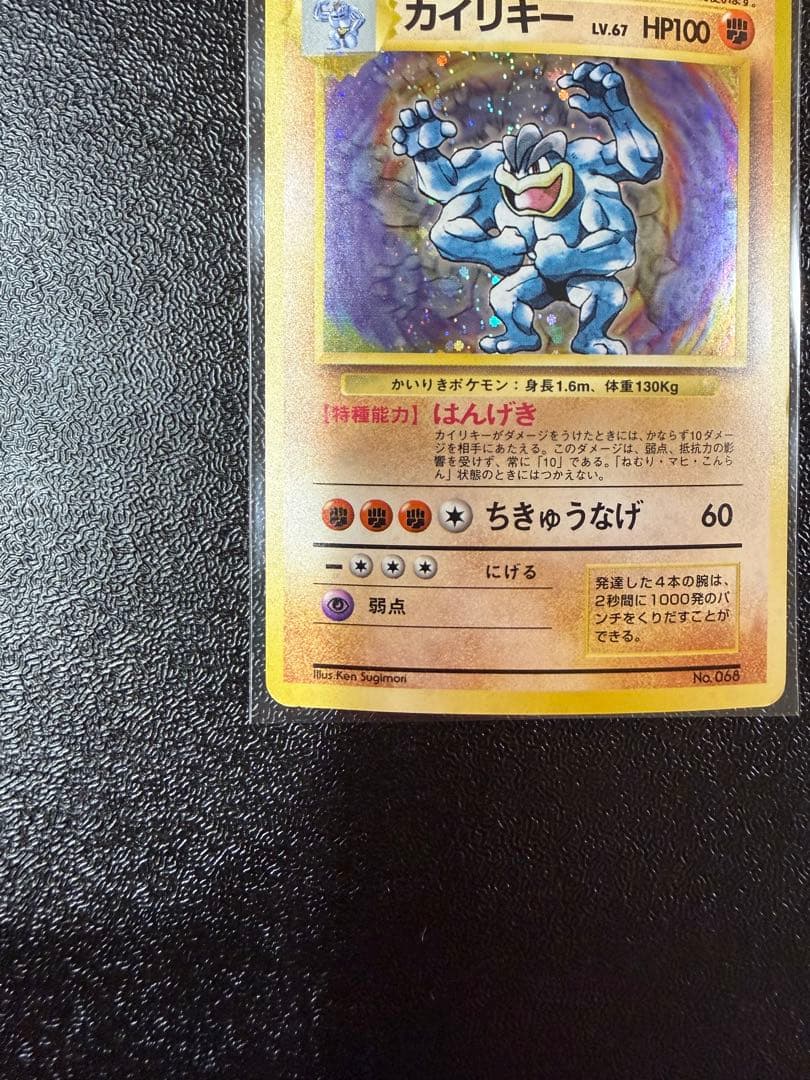 カイリキー LV.67 HP100
かいりきポケモン：身長1.6m、体重130Kg
【特種能力】 はんげき
カイリキーがダメージをうけたときには、かならず10ダメー
ジを相手にあたえる。このダメージは、弱点、抵抗力の影
響を受けず、常に「10」である。「ねむり・マヒ・こんら
ん」状態のときにはつかえない。
ちきゅうなげ 60
にげる
弱点
発達した4本の腕は、
2秒間に1000発のパ
ンチをくりだすことが
できる。
Illus.Ken Sugimori No.068